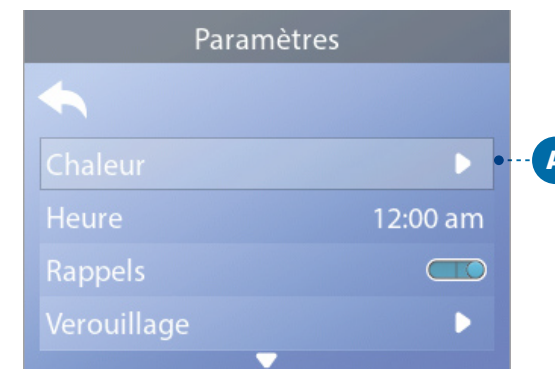 Paramètres
Chaleur
A
Heure 12:00 am
Rappels
Verouillage